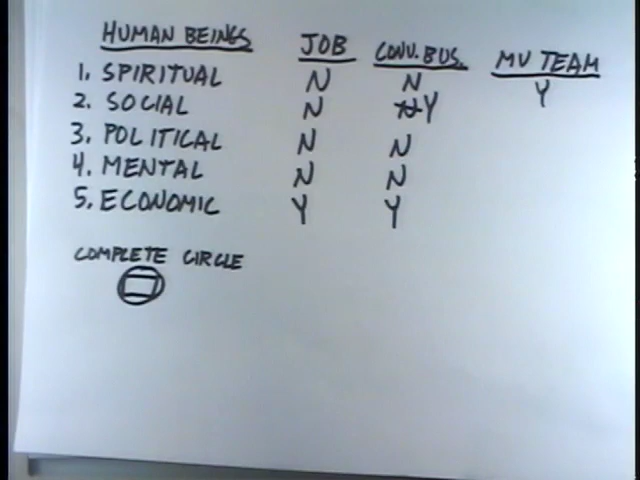 HUMAN BEINGS JOB CONV. BUS. MV TEAM
1. SPIRITUAL N N Y
2. SOCIAL N N Y
3. POLITICAL N N
4. MENTAL N N
5. ECONOMIC Y Y
COMPLETE CIRCLE